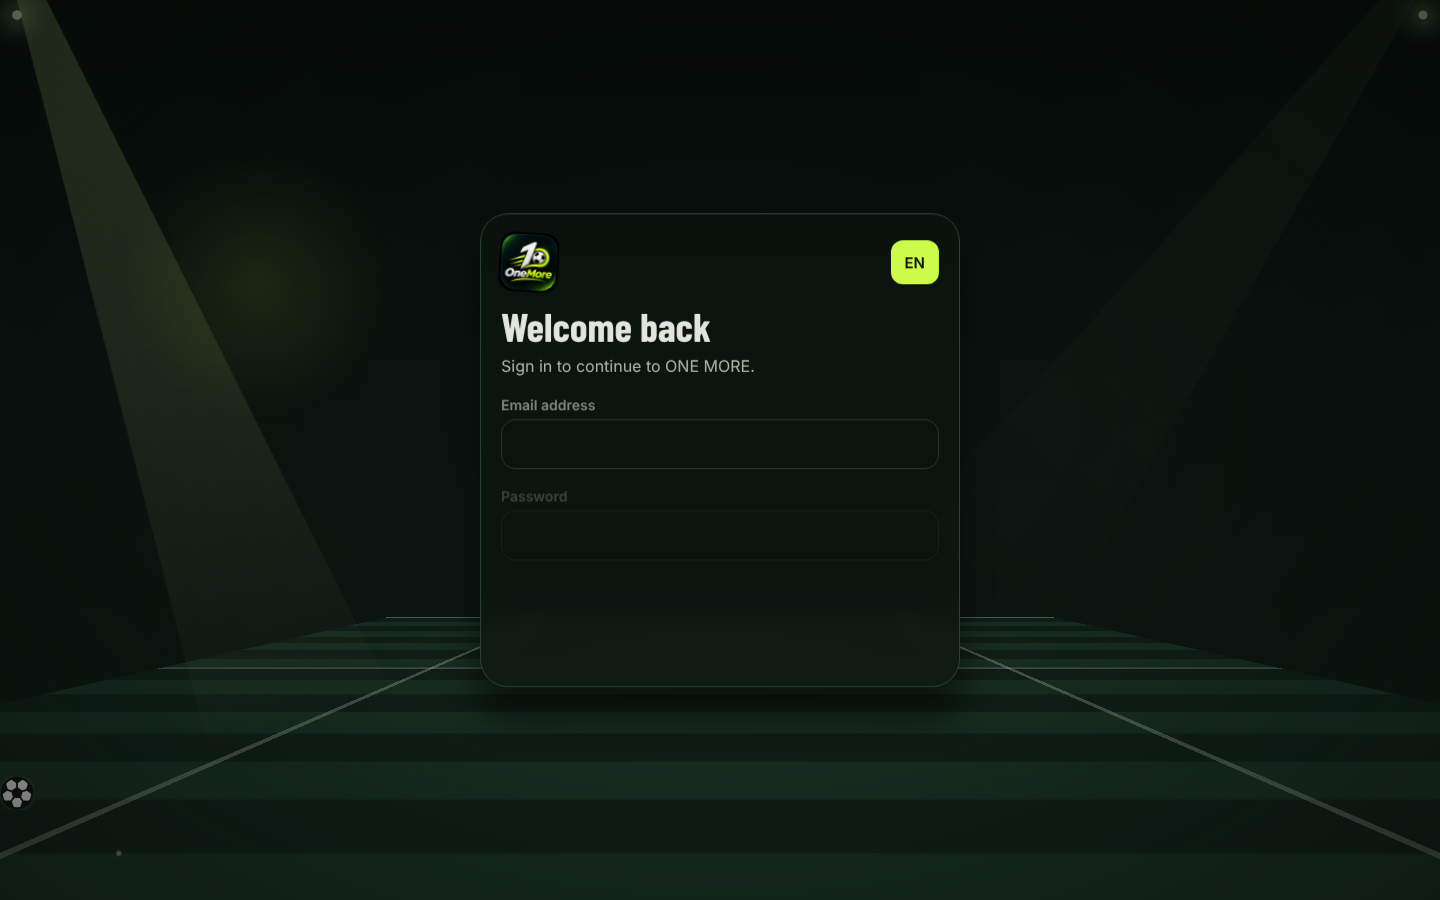 OneMore
EN
Welcome back
Sign in to continue to ONE MORE.
Email address
Password